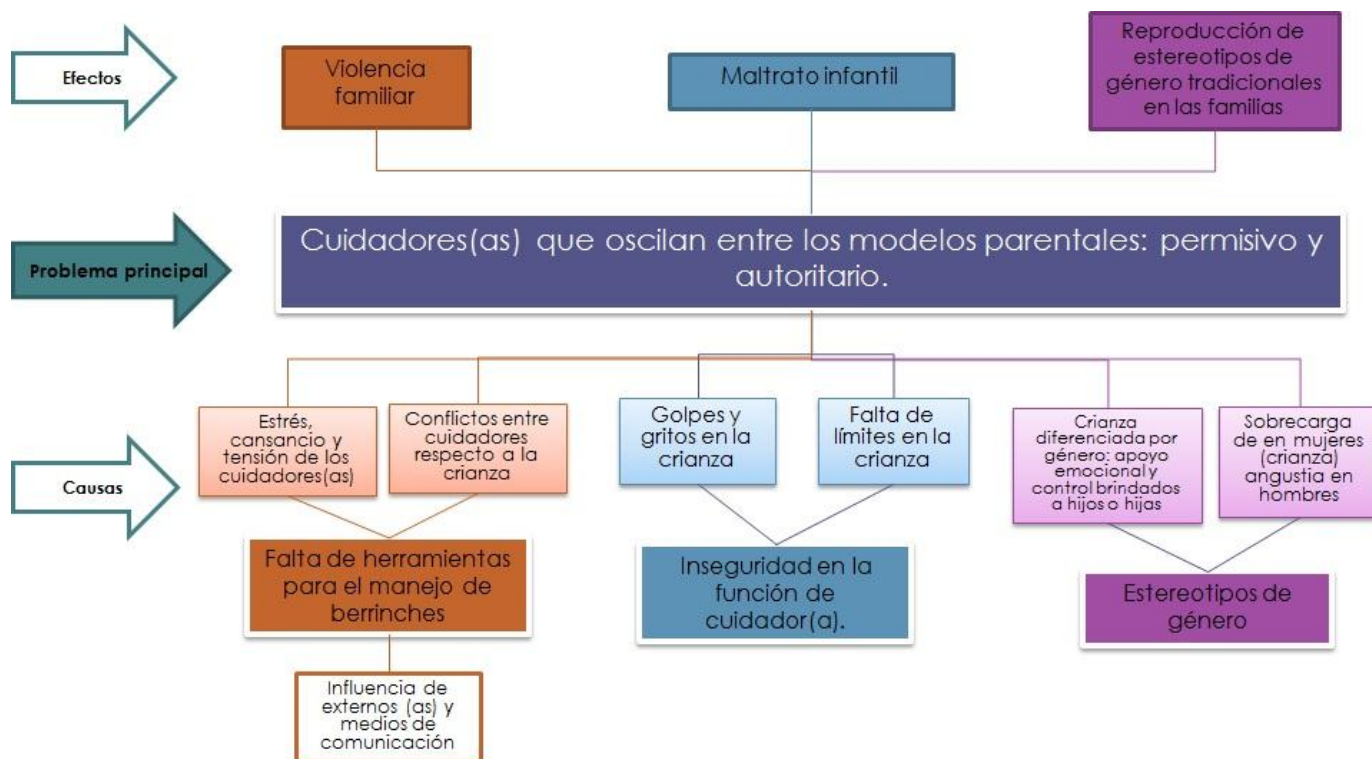 Efectos
Violencia
familiar
Maltrato infantil
Reproducción de
estereotipos de
género tradicionales
en las familias
Problema principal
Cuidadores(as) que oscilan entre los modelos parentales: permisivo y
autoritario.
Causas
Estrés,
cansancio y
tensión de los
cuidadores(as)
Conflictos entre
cuidadores
respecto a la
crianza
Golpes y
gritos en la
crianza
Falta de
límites en la
crianza
Crianza
diferenciada por
género: apoyo
emocional y
control brindados
a hijos o hijas
Sobrecarga
de en mujeres
(crianza)
angustia en
hombres
Falta de herramientas
para el manejo de
berrinches
Inseguridad en la
función de
cuidador(a).
Estereotipos de
género
Influencia de
externos (as) y
medios de
comunicación